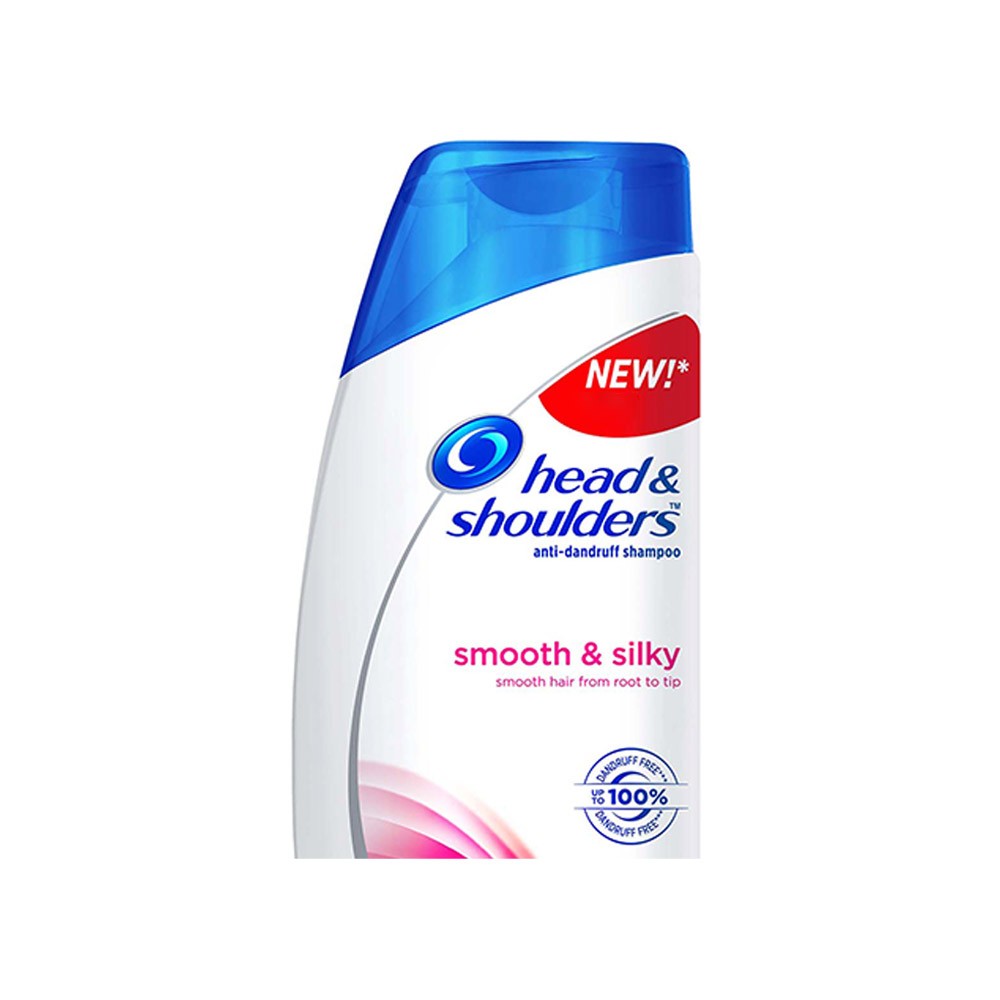 NEW!*
head &
shoulders™
anti-dandruff shampoo
smooth & silky
smooth hair from root to tip
DANDRUFF FREE***
UP TO 100%
DANDRUFF FREE***